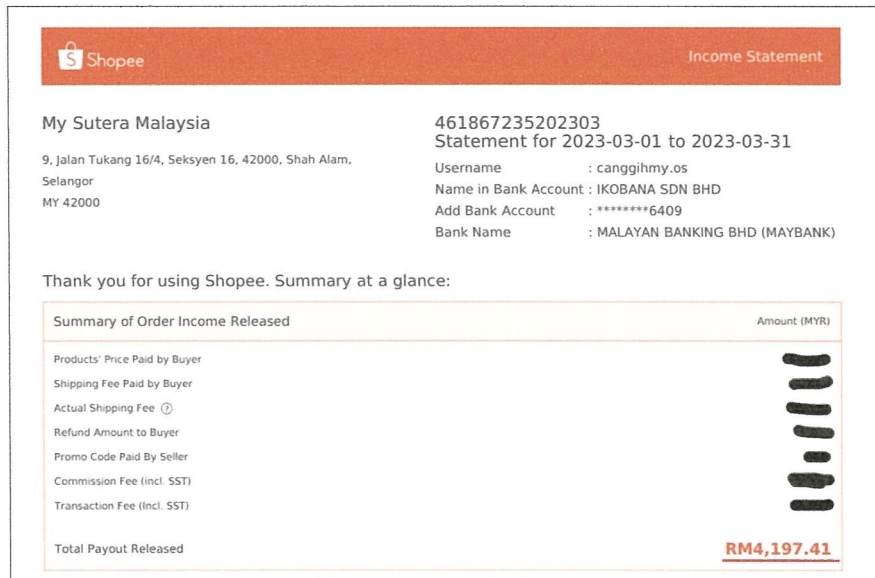 Shopee
Income Statement
My Sutera Malaysia
9, Jalan Tukang 16/4, Seksyen 16, 42000, Shah Alam,
Selangor
MY 42000
461867235202303
Statement for 2023-03-01 to 2023-03-31
Username : canggihmy.os
Name in Bank Account : IKOBANA SDN BHD
Add Bank Account : ********6409
Bank Name : MALAYAN BANKING BHD (MAYBANK)
Thank you for using Shopee. Summary at a glance:
Summary of Order Income Released Amount (MYR)
Products' Price Paid by Buyer
Shipping Fee Paid by Buyer
Actual Shipping Fee ?
Refund Amount to Buyer
Promo Code Paid By Seller
Commission Fee (incl. SST)
Transaction Fee (Incl. SST)
Total Payout Released RM4,197.41